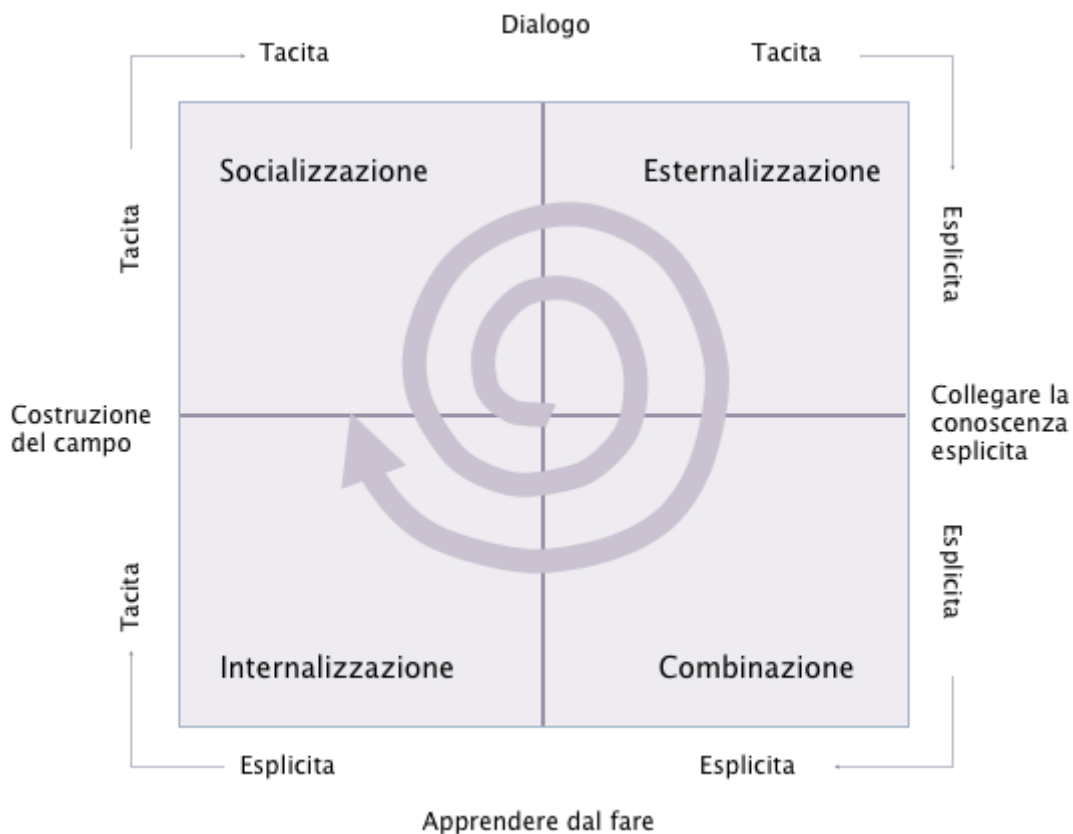 Dialogo
Tacita
Tacita
Socializzazione
Esternalizzazione
Tacita
Esplicita
Costruzione
del campo
Collegare la
conoscenza
esplicita
Tacita
Esplicita
Internalizzazione
Combinazione
Esplicita
Esplicita
Apprendere dal fare